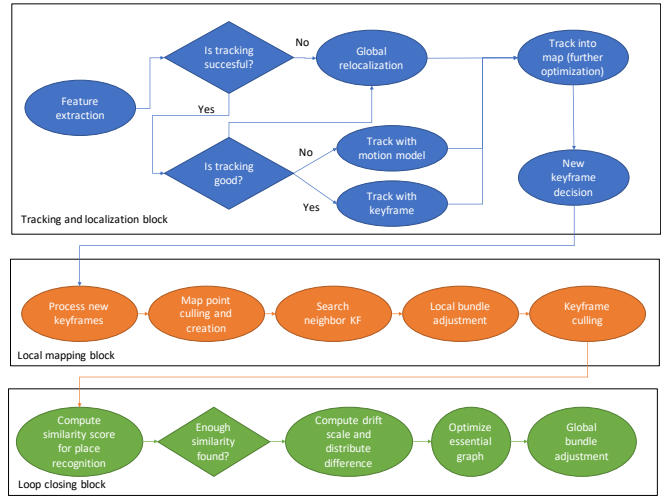 Is tracking
succesful?
No
Global
relocalization
Track into
map (further
optimization)
Feature
extraction
Yes
Is tracking
good?
No
Track with
motion model
Yes
Track with
keyframe
New
keyframe
decision
Tracking and localization block
Process new
keyframes
Map point
culling and
creation
Search
neighbor KF
Local bundle
adjustment
Keyframe
culling
Local mapping block
Compute
similarity score
for place
recognition
Enough
similarity
found?
Compute drift
scale and
distribute
difference
Optimize
essential
graph
Global
bundle
adjustment
Loop closing block